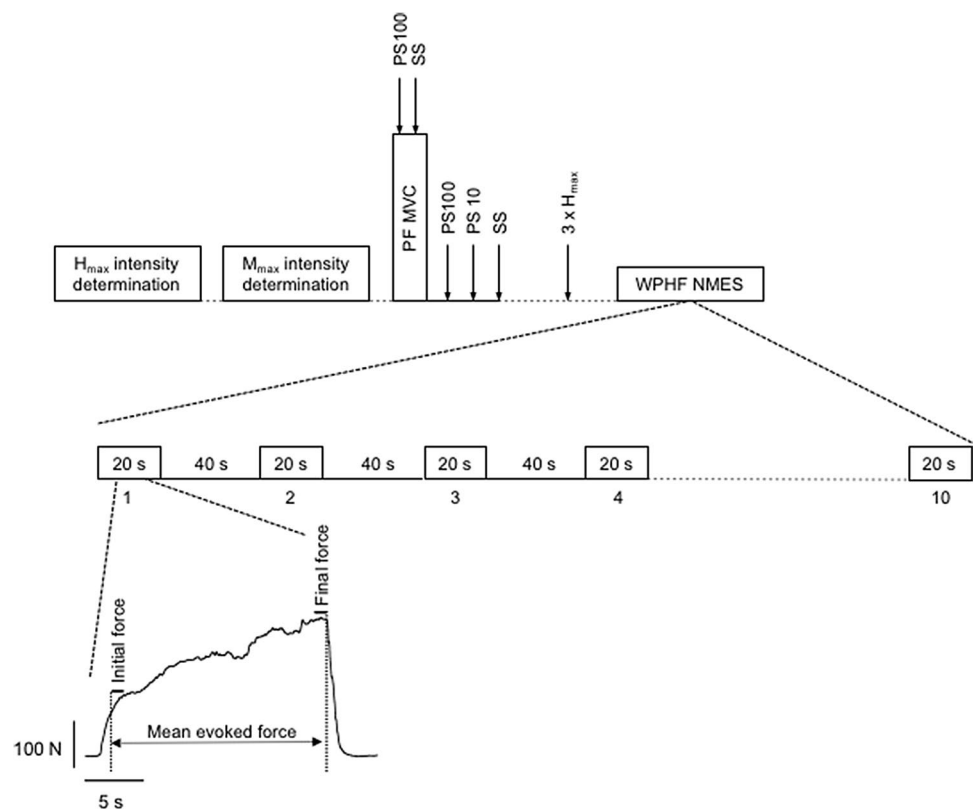 PS100
SS
PF MVC
PS100
PS 10
SS
3 x Hmax
Hmax intensity
determination
Mmax intensity
determination
WPHF NMES
20 s
40 s
20 s
40 s
20 s
40 s
20 s
20 s
1
2
3
4
10
Initial force
Final force
Mean evoked force
100 N
5 s